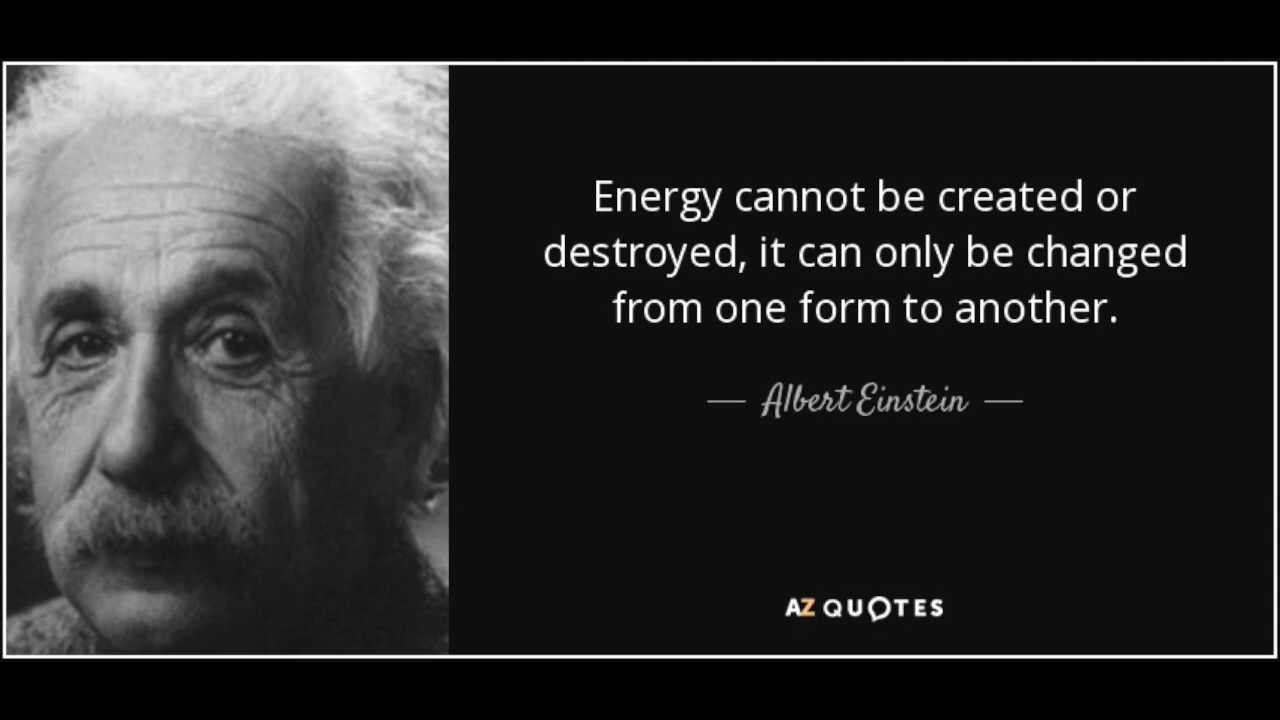 Energy cannot be created or
destroyed, it can only be changed
from one form to another.
— Albert Einstein —
AZ QUOTES